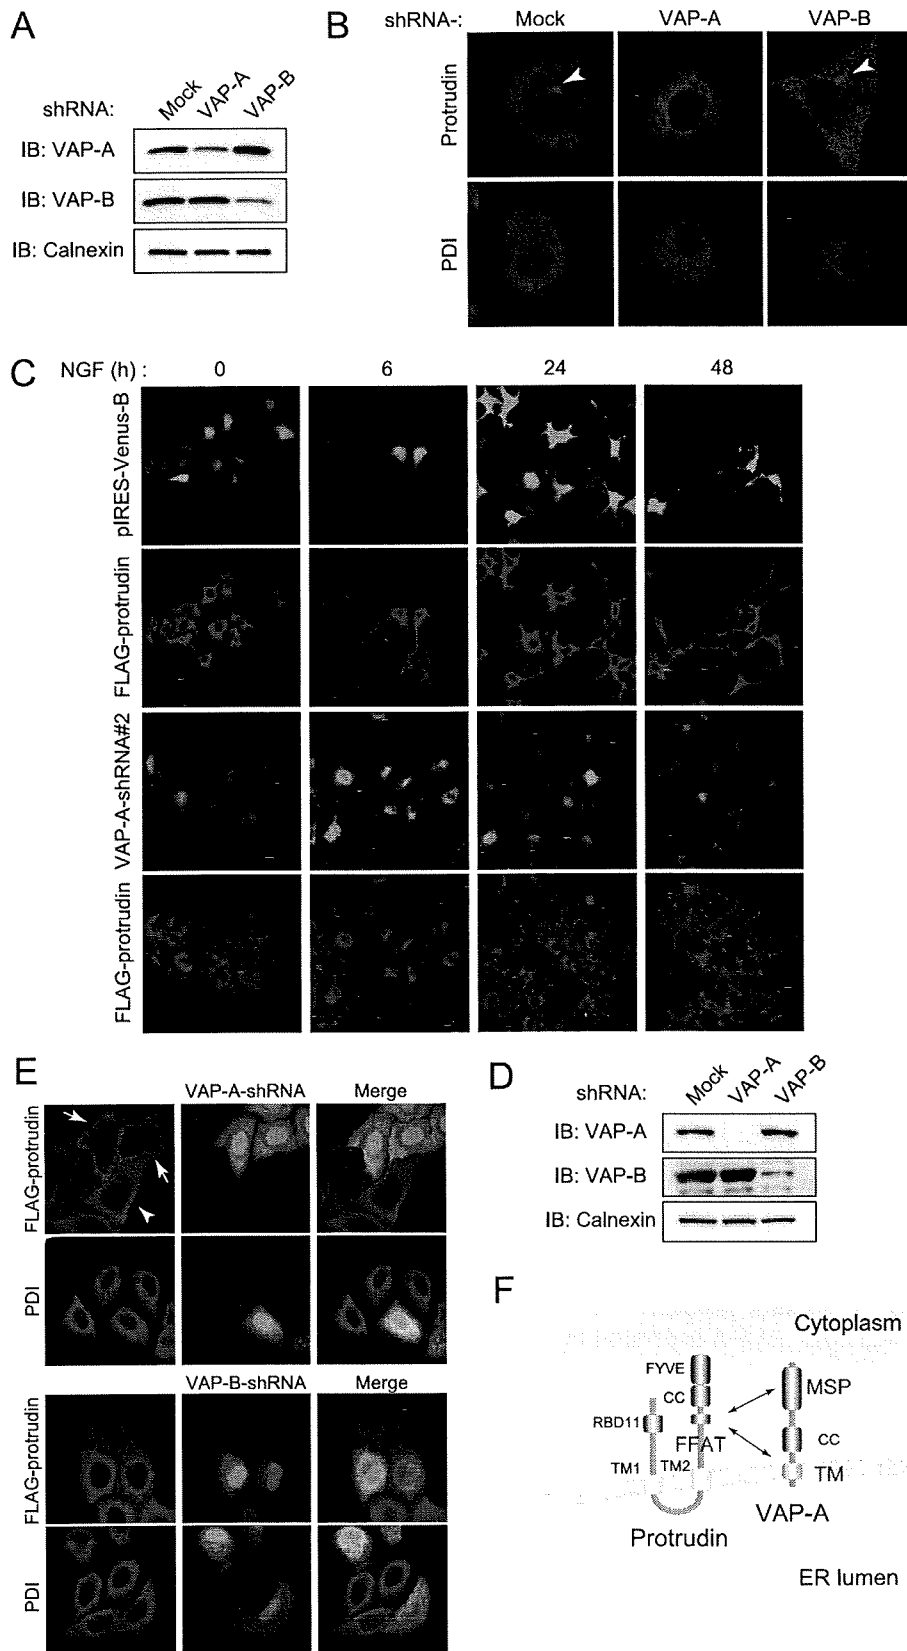 A
shRNA:
Mock
VAP-A
VAP-B
IB: VAP-A
IB: VAP-B
IB: Calnexin
B
shRNA-:
Mock
VAP-A
VAP-B
Protrudin
PDI
C
NGF (h) :
0
6
24
48
pIRES-Venus-B
FLAG-protrudin
VAP-A-shRNA#2
FLAG-protrudin
E
VAP-A-shRNA
Merge
FLAG-protrudin
PDI
VAP-B-shRNA
Merge
FLAG-protrudin
PDI
D
shRNA:
Mock
VAP-A
VAP-B
IB: VAP-A
IB: VAP-B
IB: Calnexin
F
Cytoplasm
FYVE
CC
RBD11
FFAT
TM1
TM2
MSP
CC
TM
VAP-A
Protrudin
ER lumen